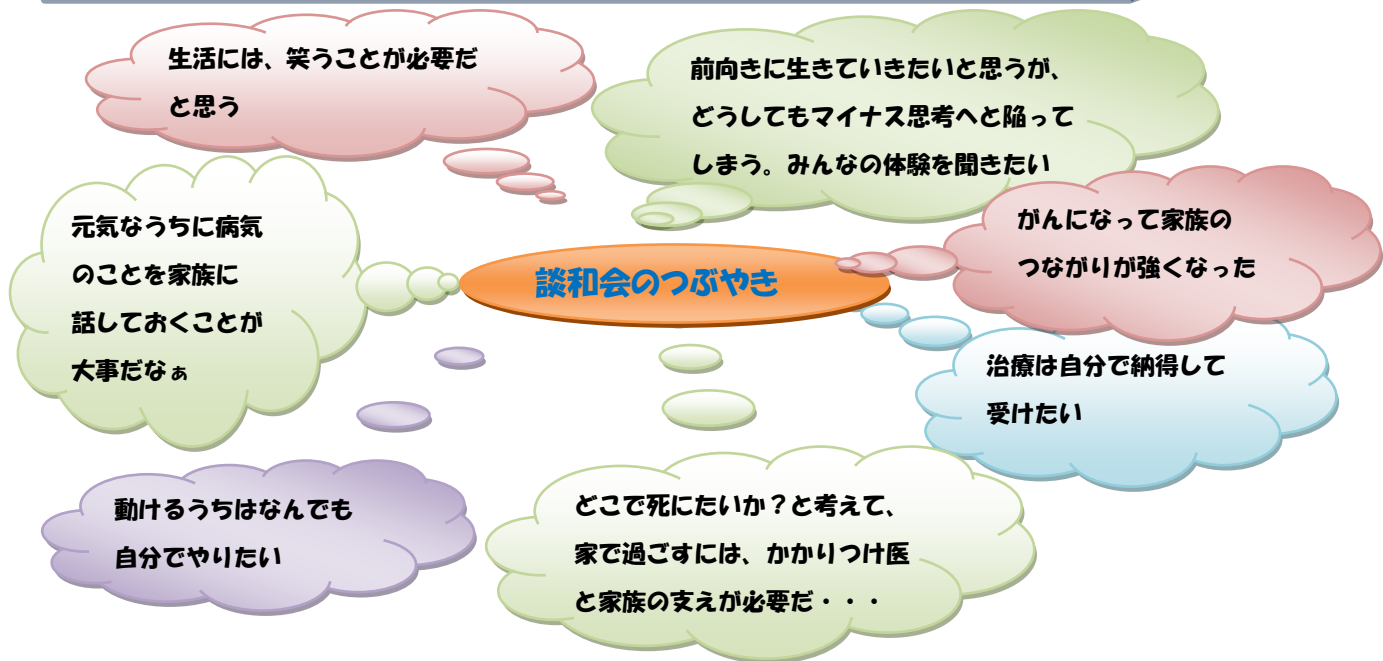 生活には、笑うことが必要だ
と思う
前向きに生きていきたいと思うが、
どうしてもマイナス思考へと陥って
しまう。みんなの体験を聞きたい
元気なうちに病気
のことを家族に
話しておくことが
大事だなぁ
談和会のつぶやき
がんになって家族の
つながりが強くなった
治療は自分で納得して
受けたい
動けるうちはなんでも
自分でやりたい
どこで死にたいか？と考えて、
家で過ごすには、かかりつけ医
と家族の支えが必要だ・・・